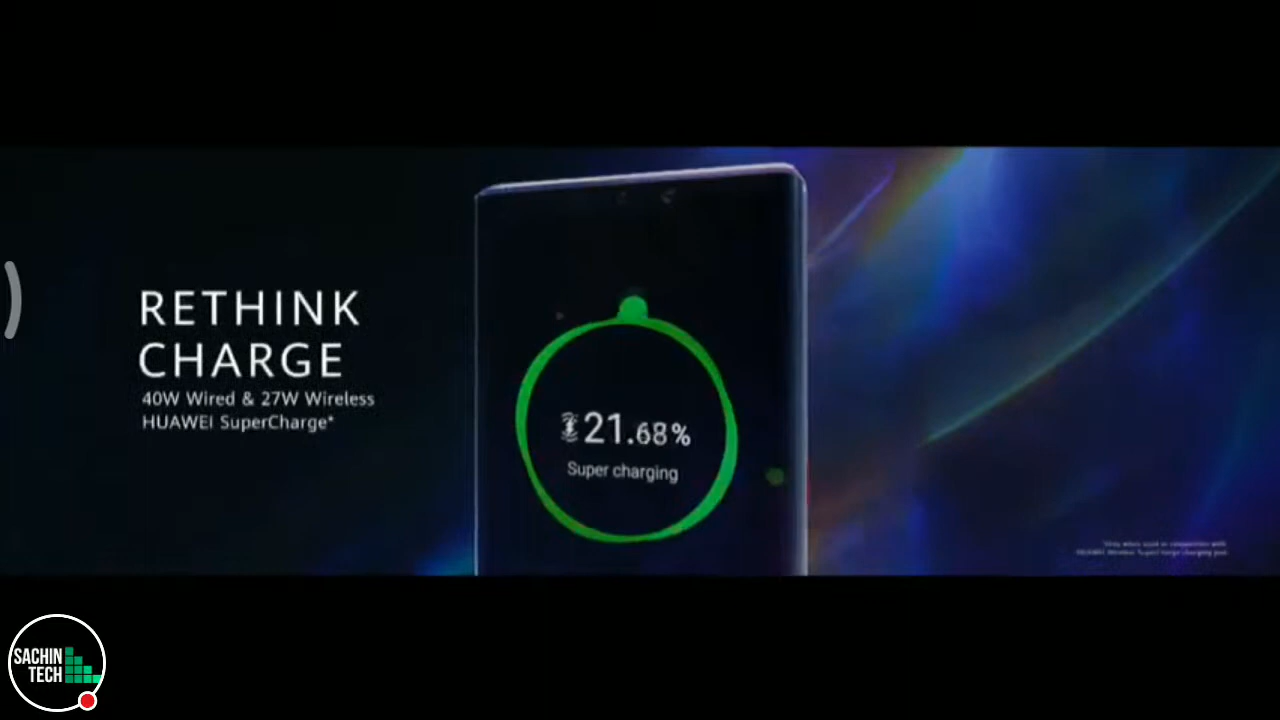 RETHINK
CHARGE
40W Wired & 27W Wireless
HUAWEI SuperCharge*
21.68%
Super charging
SACHIN
TECH